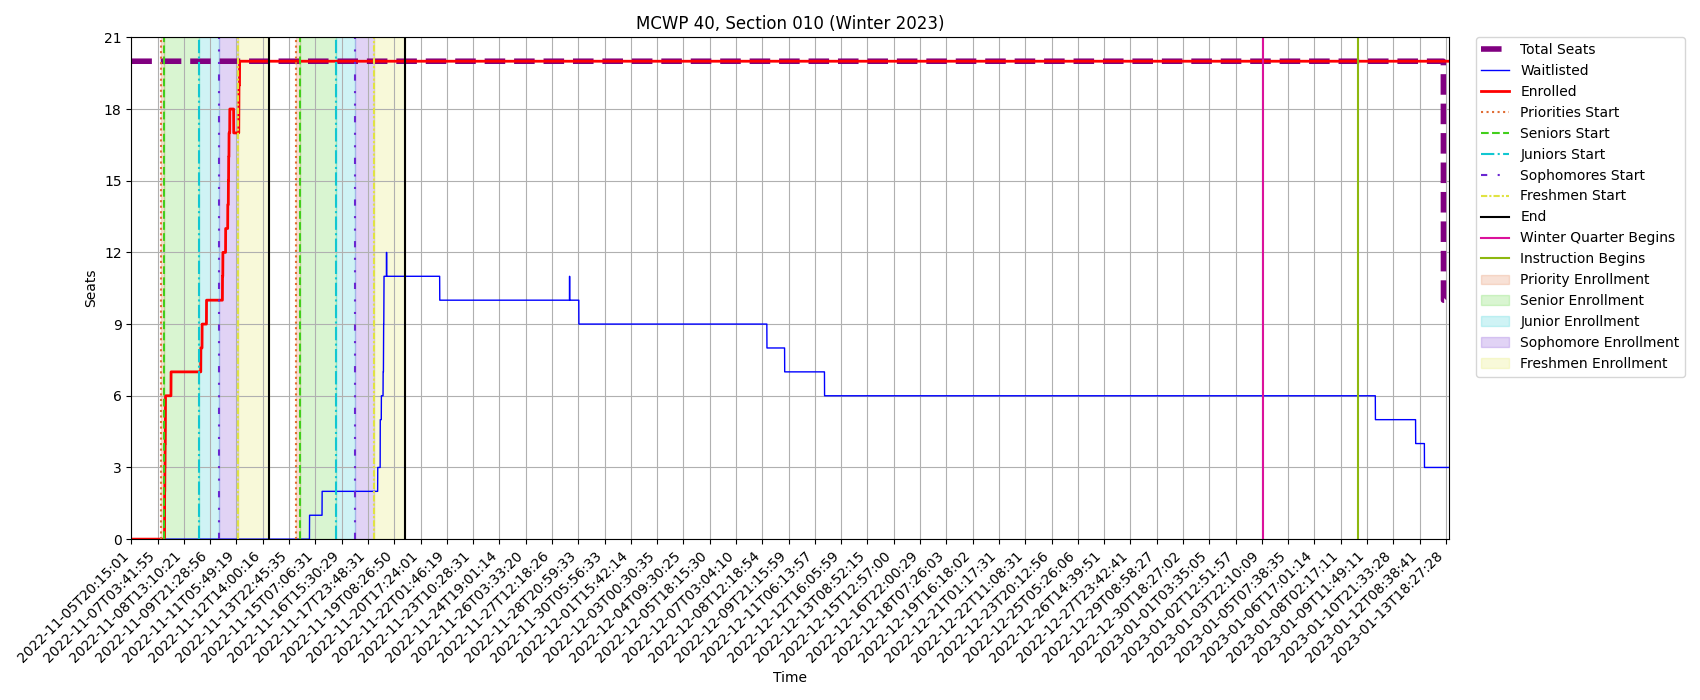 MCWP 40, Section 010 (Winter 2023)
21
18
15
12
9
6
3
0
Seats
2022-11-05T20:15:01
2022-11-07T03:41:55
2022-11-08T13:10:21
2022-11-09T21:28:56
2022-11-11T05:49:19
2022-11-12T14:00:16
2022-11-13T22:45:35
2022-11-15T07:06:31
2022-11-16T15:30:29
2022-11-17T23:48:31
2022-11-19T08:26:50
2022-11-20T17:24:01
2022-11-22T01:46:19
2022-11-23T10:28:31
2022-11-24T19:01:14
2022-11-26T03:33:20
2022-11-27T12:18:26
2022-11-28T20:59:33
2022-11-30T05:56:33
2022-12-01T15:42:14
2022-12-03T00:30:35
2022-12-04T09:30:25
2022-12-05T18:15:30
2022-12-07T03:04:10
2022-12-08T12:18:54
2022-12-09T21:15:59
2022-12-11T06:13:57
2022-12-12T16:05:59
2022-12-13T08:52:15
2022-12-15T12:57:00
2022-12-16T22:00:29
2022-12-18T07:26:03
2022-12-19T16:18:02
2022-12-21T01:17:31
2022-12-22T11:08:31
2022-12-23T20:12:56
2022-12-25T05:26:06
2022-12-26T14:39:51
2022-12-27T23:42:41
2022-12-29T08:58:27
2022-12-30T18:27:02
2023-01-01T03:35:05
2023-01-02T12:51:57
2023-01-03T22:10:09
2023-01-05T07:38:35
2023-01-06T17:01:14
2023-01-08T02:17:11
2023-01-09T11:49:11
2023-01-10T21:33:28
2023-01-12T08:38:41
2023-01-13T18:27:28
Time
Total Seats
Waitlisted
Enrolled
Priorities Start
Seniors Start
Juniors Start
Sophomores Start
Freshmen Start
End
Winter Quarter Begins
Instruction Begins
Priority Enrollment
Senior Enrollment
Junior Enrollment
Sophomore Enrollment
Freshmen Enrollment